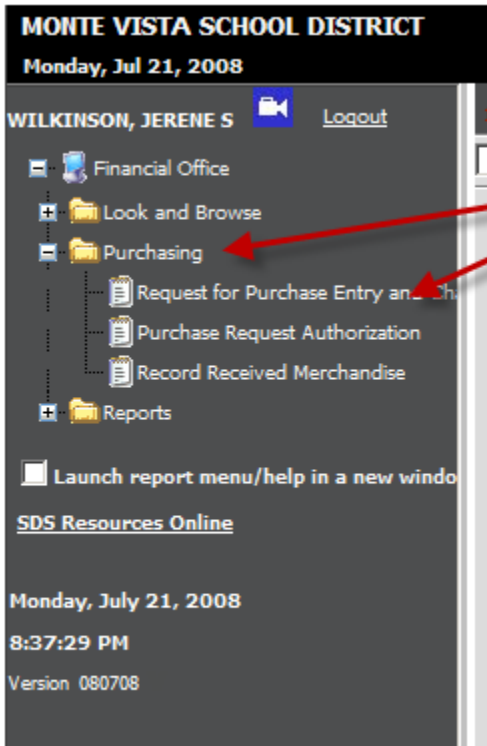 MONTE VISTA SCHOOL DISTRICT
Monday, Jul 21, 2008
WILKINSON, JERENE S Logout
Financial Office
Look and Browse
Purchasing
Request for Purchase Entry and
Purchase Request Authorization
Record Received Merchandise
Reports
Launch report menu/help in a new windo
SDS Resources Online
Monday, July 21, 2008
8:37:29 PM
Version 080708